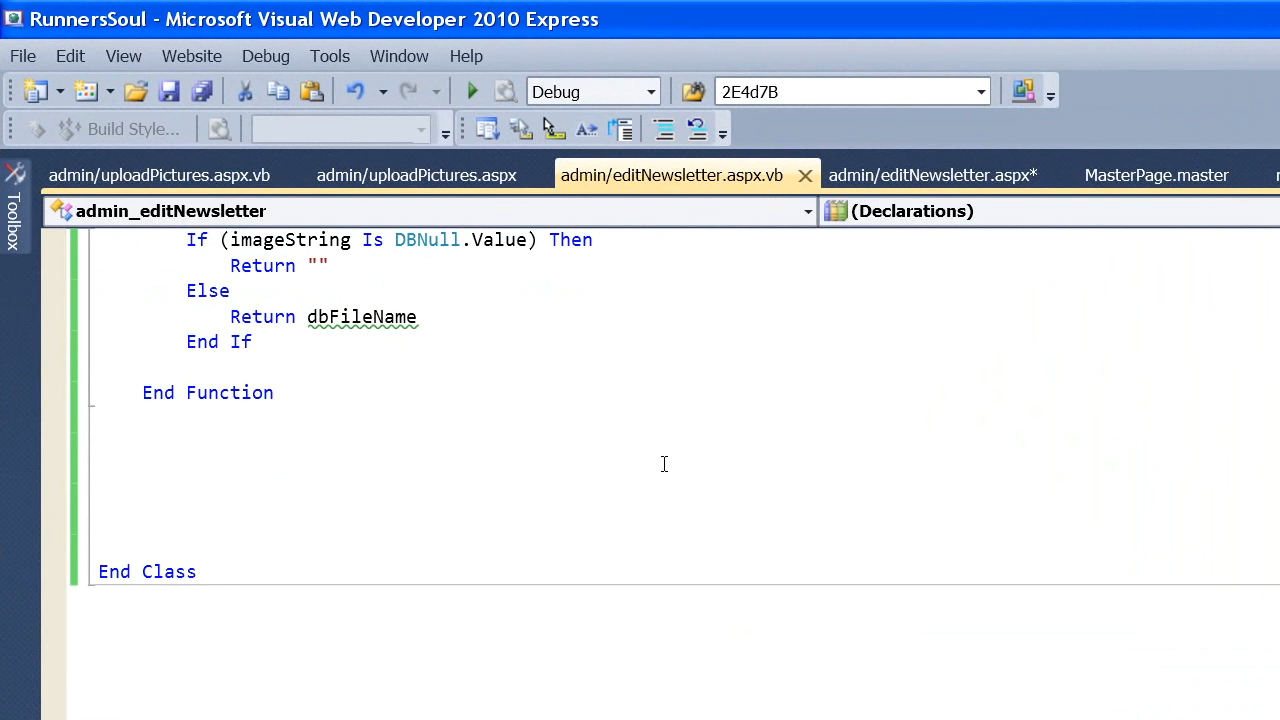 RunnersSoul - Microsoft Visual Web Developer 2010 Express
File Edit View Website Debug Tools Window Help
Debug 2E4d7B
Build Style...
admin/uploadPictures.aspx.vb admin/uploadPictures.aspx admin/editNewsletter.aspx.vb admin/editNewsletter.aspx* MasterPage.master
Toolbox
admin_editNewsletter (Declarations)
If (imageString Is DBNull.Value) Then
Return ""
Else
Return dbFileName
End If
End Function
End Class